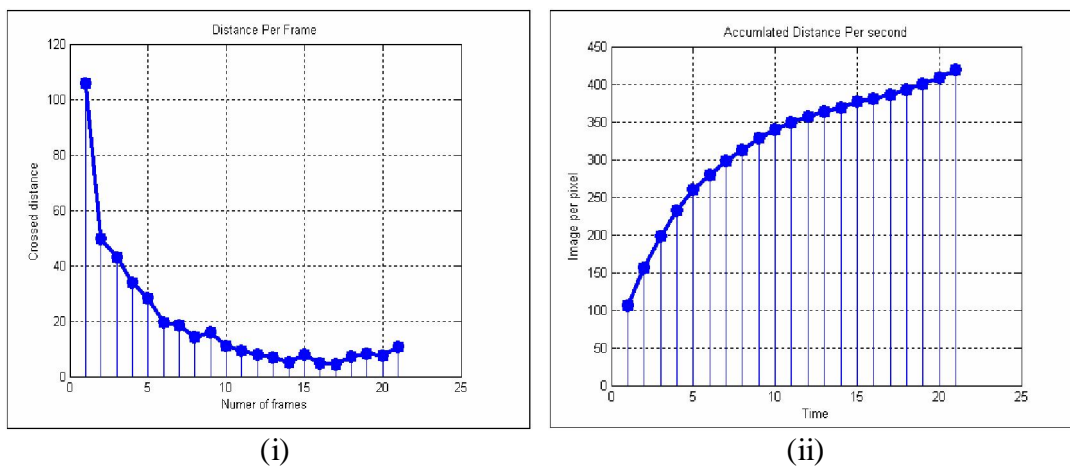 Distance Per Frame
120
100
80
60
40
20
0
Crossed distance
0 5 10 15 20 25
Numer of frames
(i)
Accumlated Distance Per second
450
400
350
300
250
200
150
100
50
0
Image per pixel
0 5 10 15 20 25
Time
(ii)